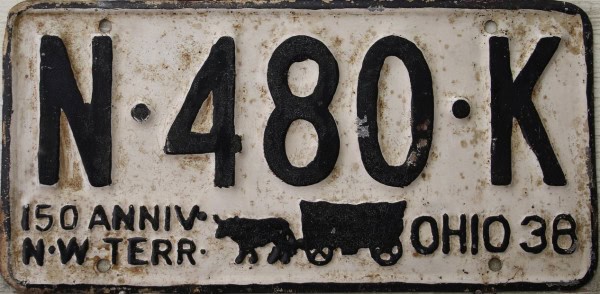 N·480·K
150 ANNIV·
N·W TERR·
OHIO 38